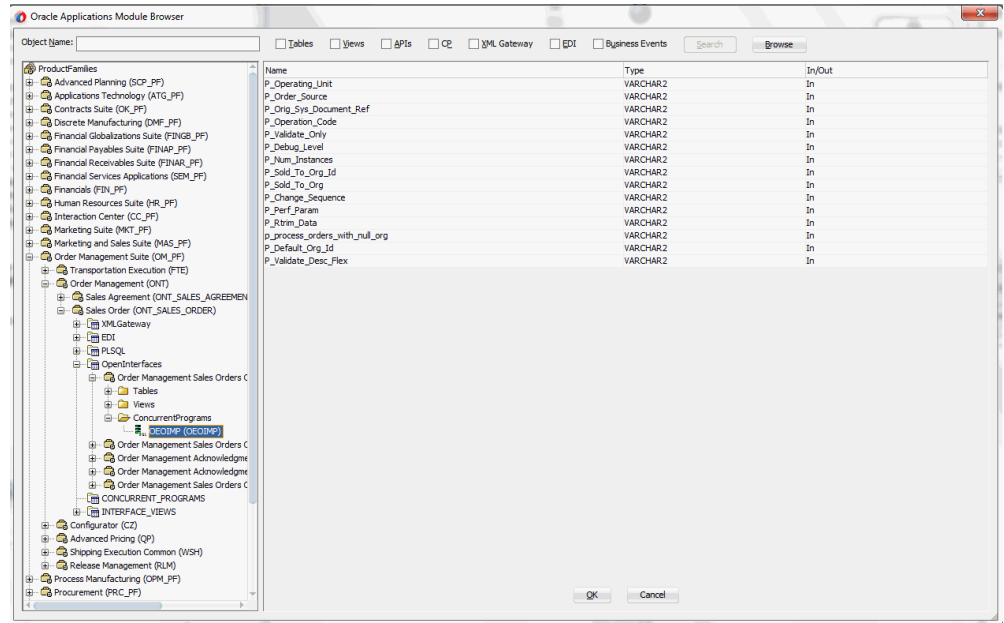 Oracle Applications Module Browser
Object Name: Tables Views APIs CP XML Gateway EDI Business Events Search Browse
ProductFamilies
Advanced Planning (SCP_PF)
Applications Technology (ATG_PF)
Contracts Suite (OK_PF)
Discrete Manufacturing (DMF_PF)
Financial Globalizations Suite (FINGB_PF)
Financial Payables Suite (FINAP_PF)
Financial Receivables Suite (FINAR_PF)
Financial Services Applications (SEM_PF)
Financials (FIN_PF)
Human Resources Suite (HR_PF)
Interaction Center (CC_PF)
Marketing Suite (MKT_PF)
Marketing and Sales Suite (MAS_PF)
Order Management Suite (OM_PF)
Transportation Execution (FTE)
Order Management (ONT)
Sales Agreement (ONT_SALES_AGREEMEN
Sales Order (ONT_SALES_ORDER)
XMLGateway
EDI
PLSQL
OpenInterfaces
Order Management Sales Orders C
Tables
Views
ConcurrentPrograms
OEOIMP (OEOIMP)
Order Management Sales Orders C
Order Management Acknowledgme
Order Management Acknowledgme
Order Management Sales Orders C
CONCURRENT_PROGRAMS
INTERFACE_VIEWS
Configurator (CZ)
Advanced Pricing (QP)
Shipping Execution Common (WSH)
Release Management (RLM)
Process Manufacturing (OPM_PF)
Procurement (PRC_PF)
Name Type In/Out
P_Operating_Unit VARCHAR2 In
P_Order_Source VARCHAR2 In
P_Orig_Sys_Document_Ref VARCHAR2 In
P_Operation_Code VARCHAR2 In
P_Validate_Only VARCHAR2 In
P_Debug_Level VARCHAR2 In
P_Num_Instances VARCHAR2 In
P_Sold_To_Org_Id VARCHAR2 In
P_Sold_To_Org VARCHAR2 In
P_Change_Sequence VARCHAR2 In
P_Perf_Param VARCHAR2 In
P_Rtrim_Data VARCHAR2 In
p_process_orders_with_null_org VARCHAR2 In
P_Default_Org_Id VARCHAR2 In
P_Validate_Desc_Flex VARCHAR2 In
OK Cancel